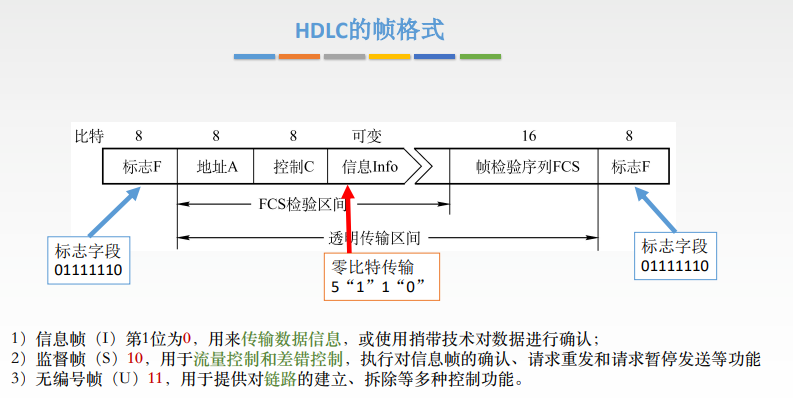 HDLC的帧格式
比特 8 8 8 可变 16 8
标志F 地址A 控制C 信息Info 帧检验序列FCS 标志F
FCS检验区间
透明传输区间
标志字段
01111110
零比特传输
5“1”1“0”
标志字段
01111110
1）信息帧（I）第1位为0，用来传输数据信息，或使用捎带技术对数据进行确认；
2）监督帧（S）10，用于流量控制和差错控制，执行对信息帧的确认、请求重发和请求暂停发送等功能
3）无编号帧（U）11，用于提供对链路的建立、拆除等多种控制功能。